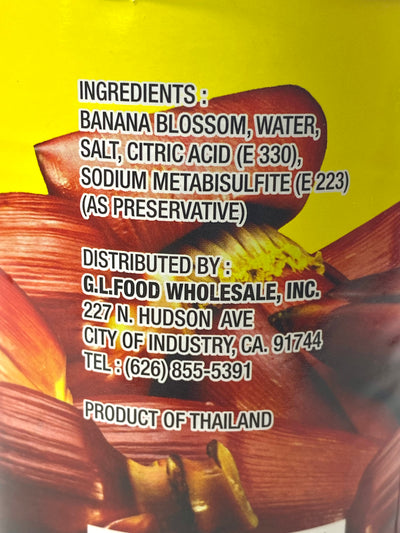 INGREDIENTS :
BANANA BLOSSOM, WATER,
SALT, CITRIC ACID (E 330),
SODIUM METABISULFITE (E 223)
(AS PRESERVATIVE)
DISTRIBUTED BY :
G.L.FOOD WHOLESALE, INC.
227 N. HUDSON AVE
CITY OF INDUSTRY, CA. 91744
TEL : (626) 855-5391
PRODUCT OF THAILAND